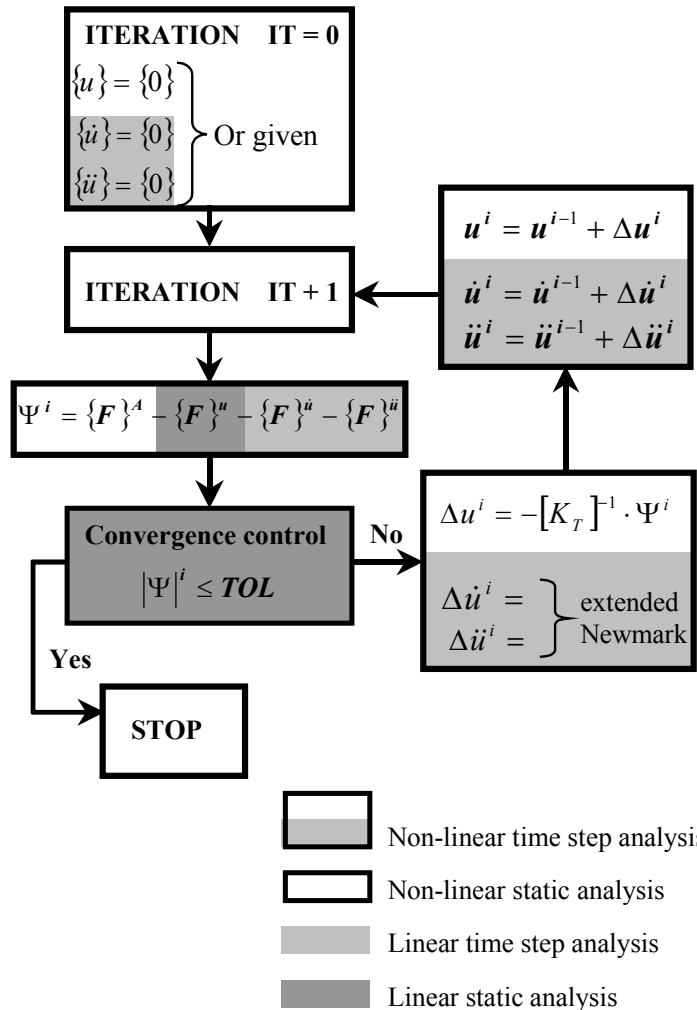 ITERATION IT = 0
{u} = {0}
{u̇} = {0}
{ü} = {0}
Or given
ITERATION IT + 1
Ψ^i = {F}^A − {F}^u − {F}^u̇ − {F}^ü
Convergence control
|Ψ|^i ≤ TOL
No
Yes
STOP
Δu^i = −[K_T]^−1 · Ψ^i
Δu̇^i =
Δü^i =
extended
Newmark
u^i = u^i−1 + Δu^i
u̇^i = u̇^i−1 + Δu̇^i
ü^i = ü^i−1 + Δü^i
Non-linear time step analysis
Non-linear static analysis
Linear time step analysis
Linear static analysis